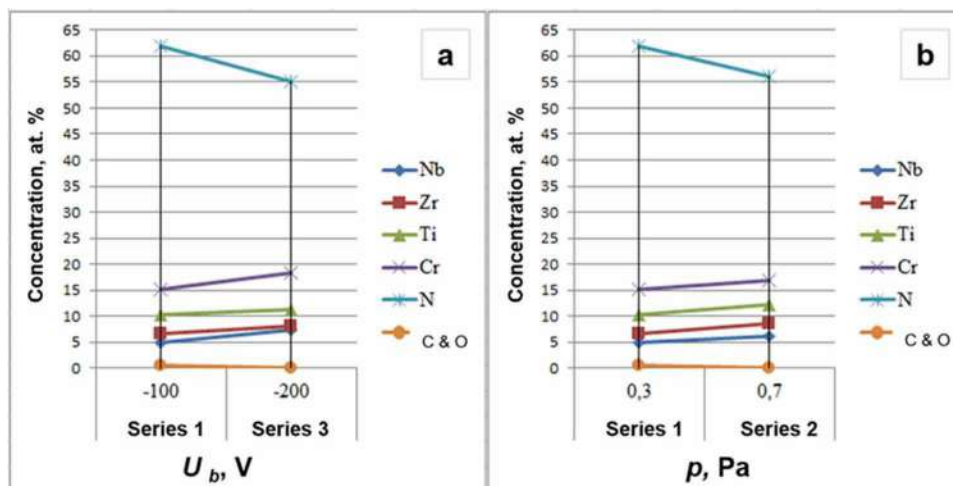 a
Concentration, at. %
65
60
55
50
45
40
35
30
25
20
15
10
5
0
Nb
Zr
Ti
Cr
N
C & O
-100 -200
Series 1 Series 3
U b, V
b
Concentration, at. %
65
60
55
50
45
40
35
30
25
20
15
10
5
0
Nb
Zr
Ti
Cr
N
C & O
0,3 0,7
Series 1 Series 2
p, Pa